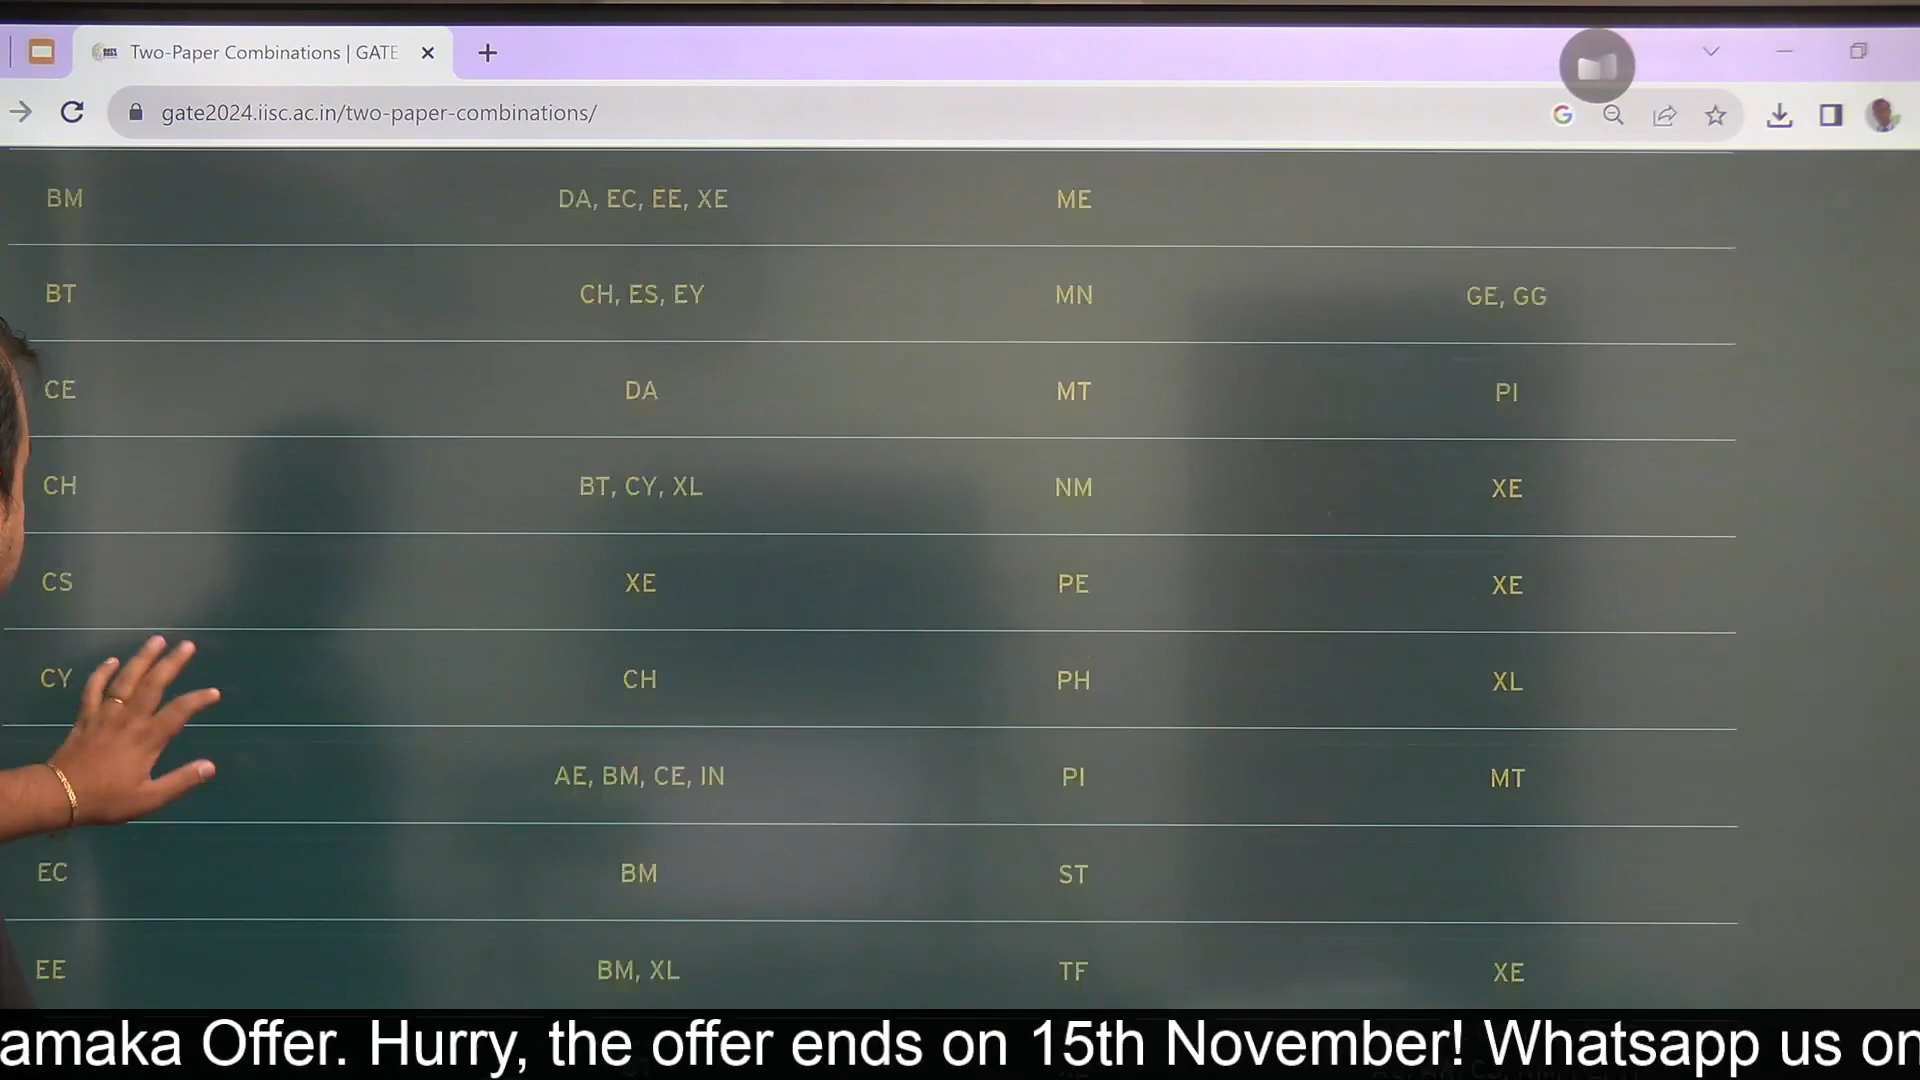 Two-Paper Combinations | GATE
gate2024.iisc.ac.in/two-paper-combinations/
BM DA, EC, EE, XE ME
BT CH, ES, EY MN GE, GG
CE DA MT PI
CH BT, CY, XL NM XE
CS XE PE XE
CY CH PH XL
AE, BM, CE, IN PI MT
EC BM ST
EE BM, XL TF XE
amaka Offer. Hurry, the offer ends on 15th November! Whatsapp us on